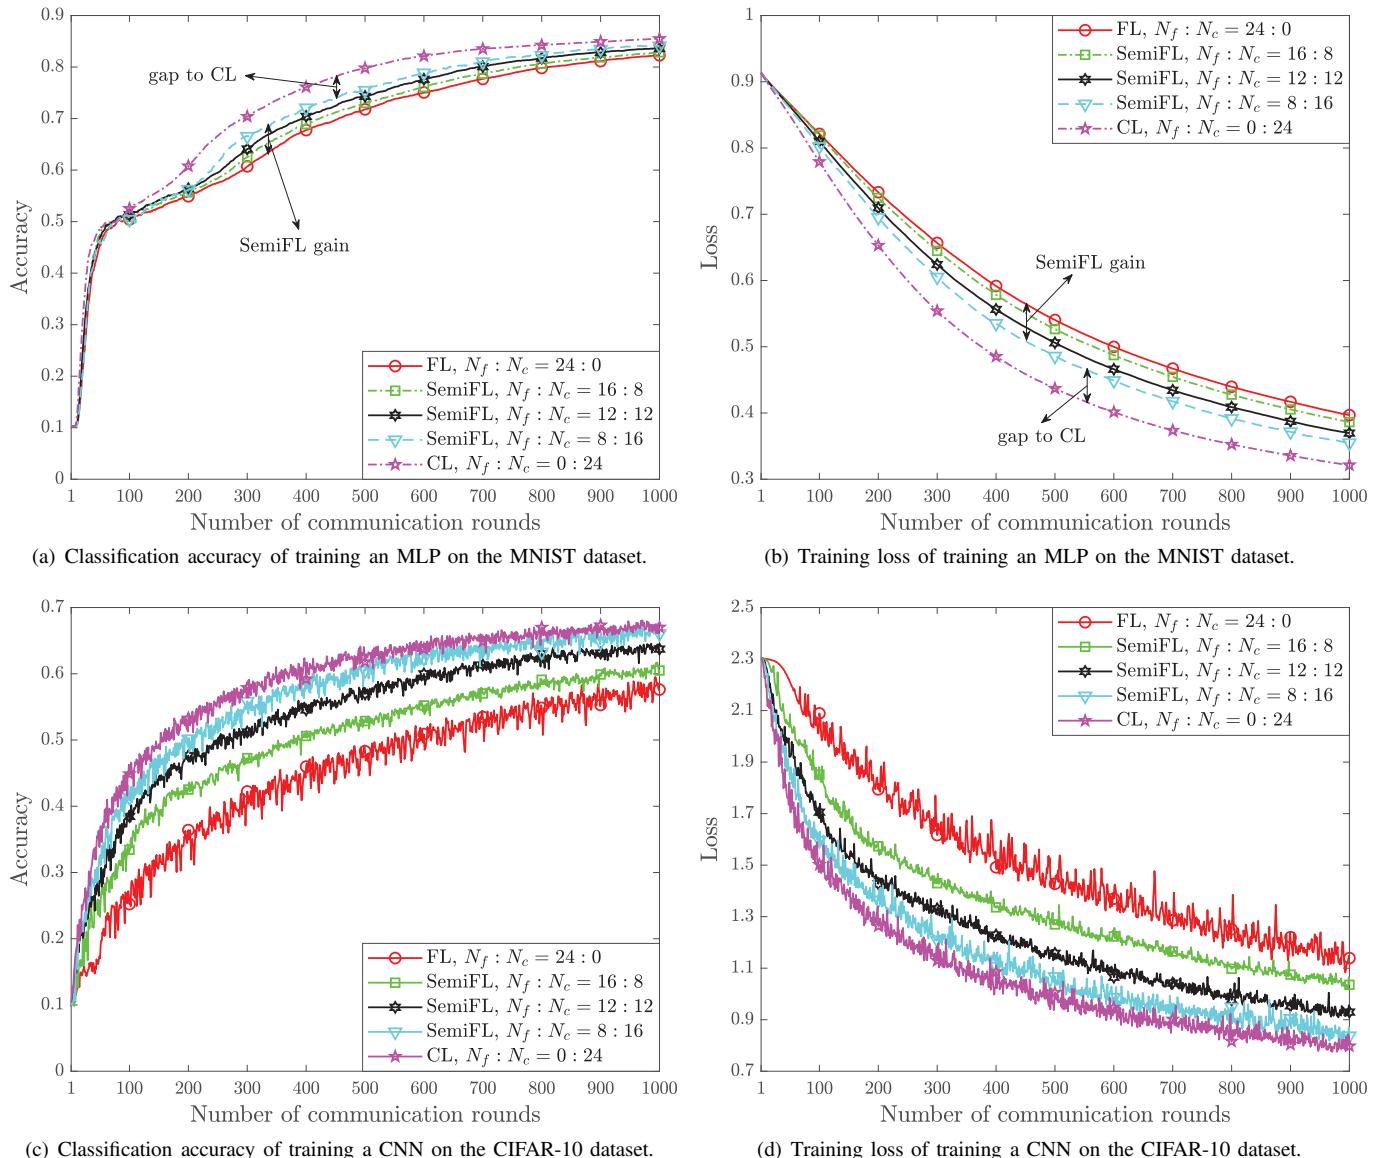 1
0.9
0.8
0.7
0.6
0.5
0.4
0.3
0.2
0.1
0
Accuracy
gap to CL
SemiFL gain
FL, N_f : N_c = 24 : 0
SemiFL, N_f : N_c = 16 : 8
SemiFL, N_f : N_c = 12 : 12
SemiFL, N_f : N_c = 8 : 16
CL, N_f : N_c = 0 : 24
1 100 200 300 400 500 600 700 800 900 1000
Number of communication rounds
(a) Classification accuracy of training an MLP on the MNIST dataset.
1
0.9
0.8
0.7
0.6
0.5
0.4
0.3
Loss
FL, N_f : N_c = 24 : 0
SemiFL, N_f : N_c = 16 : 8
SemiFL, N_f : N_c = 12 : 12
SemiFL, N_f : N_c = 8 : 16
CL, N_f : N_c = 0 : 24
SemiFL gain
gap to CL
1 100 200 300 400 500 600 700 800 900 1000
Number of communication rounds
(b) Training loss of training an MLP on the MNIST dataset.
0.7
0.6
0.5
0.4
0.3
0.2
0.1
0
Accuracy
FL, N_f : N_c = 24 : 0
SemiFL, N_f : N_c = 16 : 8
SemiFL, N_f : N_c = 12 : 12
SemiFL, N_f : N_c = 8 : 16
CL, N_f : N_c = 0 : 24
1 100 200 300 400 500 600 700 800 900 1000
Number of communication rounds
(c) Classification accuracy of training a CNN on the CIFAR-10 dataset.
2.5
2.3
2.1
1.9
1.7
1.5
1.3
1.1
0.9
0.7
Loss
FL, N_f : N_c = 24 : 0
SemiFL, N_f : N_c = 16 : 8
SemiFL, N_f : N_c = 12 : 12
SemiFL, N_f : N_c = 8 : 16
CL, N_f : N_c = 0 : 24
1 100 200 300 400 500 600 700 800 900 1000
Number of communication rounds
(d) Training loss of training a CNN on the CIFAR-10 dataset.